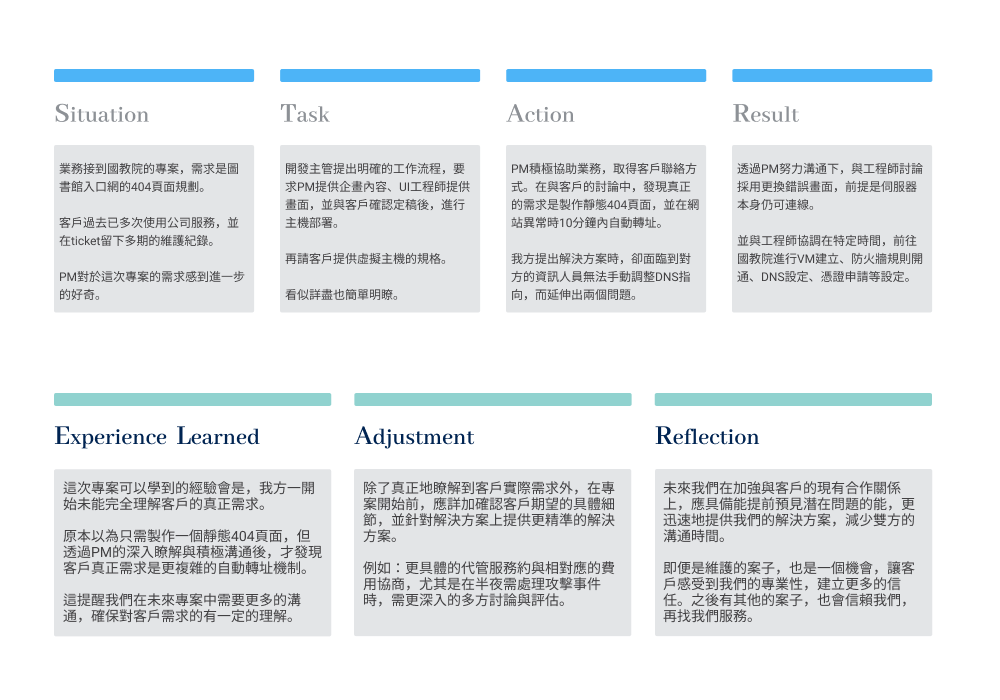 Situation
業務接到國教院的專案，需求是圖
書館入口網的404頁面規劃。
客戶過去已多次使用公司服務，並
在ticket留下多期的維護紀錄。
PM對於這次專案的需求感到進一步
的好奇。
Task
開發主管提出明確的工作流程，要
求PM提供企畫內容、UI工程師提供
畫面，並與客戶確認定稿後，進行
主機部署。
再請客戶提供虛擬主機的規格。
看似詳盡也簡單明瞭。
Action
PM積極協助業務，取得客戶聯絡方
式。在與客戶的討論中，發現真正
的需求是製作靜態404頁面，並在網
站異常時10分鐘內自動轉址。
我方提出解決方案時，卻面臨到對
方的資訊人員無法手動調整DNS指
向，而延伸出兩個問題。
Result
透過PM努力溝通下，與工程師討論
採用更換錯誤畫面，前提是伺服器
本身仍可連線。
並與工程師協調在特定時間，前往
國教院進行VM建立、防火牆規則開
通、DNS設定、憑證申請等設定。
Experience Learned
這次專案可以學到的經驗會是，我方一開
始未能完全理解客戶的真正需求。
原本以為只需製作一個靜態404頁面，但
透過PM的深入瞭解與積極溝通後，才發現
客戶真正需求是更複雜的自動轉址機制。
這提醒我們在未來專案中需要更多的溝
通，確保對客戶需求的有一定的理解。
Adjustment
除了真正地瞭解到客戶實際需求外，在專
案開始前，應詳加確認客戶期望的具體細
節，並針對解決方案上提供更精準的解決
方案。
例如：更具體的代管服務約與相對應的費
用協商，尤其是在半夜需處理攻擊事件
時，需更深入的多方討論與評估。
Reflection
未來我們在加強與客戶的現有合作關係
上，應具備能提前預見潛在問題的能，更
迅速地提供我們的解決方案，減少雙方的
溝通時間。
即便是維護的案子，也是一個機會，讓客
戶感受到我們的專業性，建立更多的信
任。之後有其他的案子，也會信賴我們，
再找我們服務。